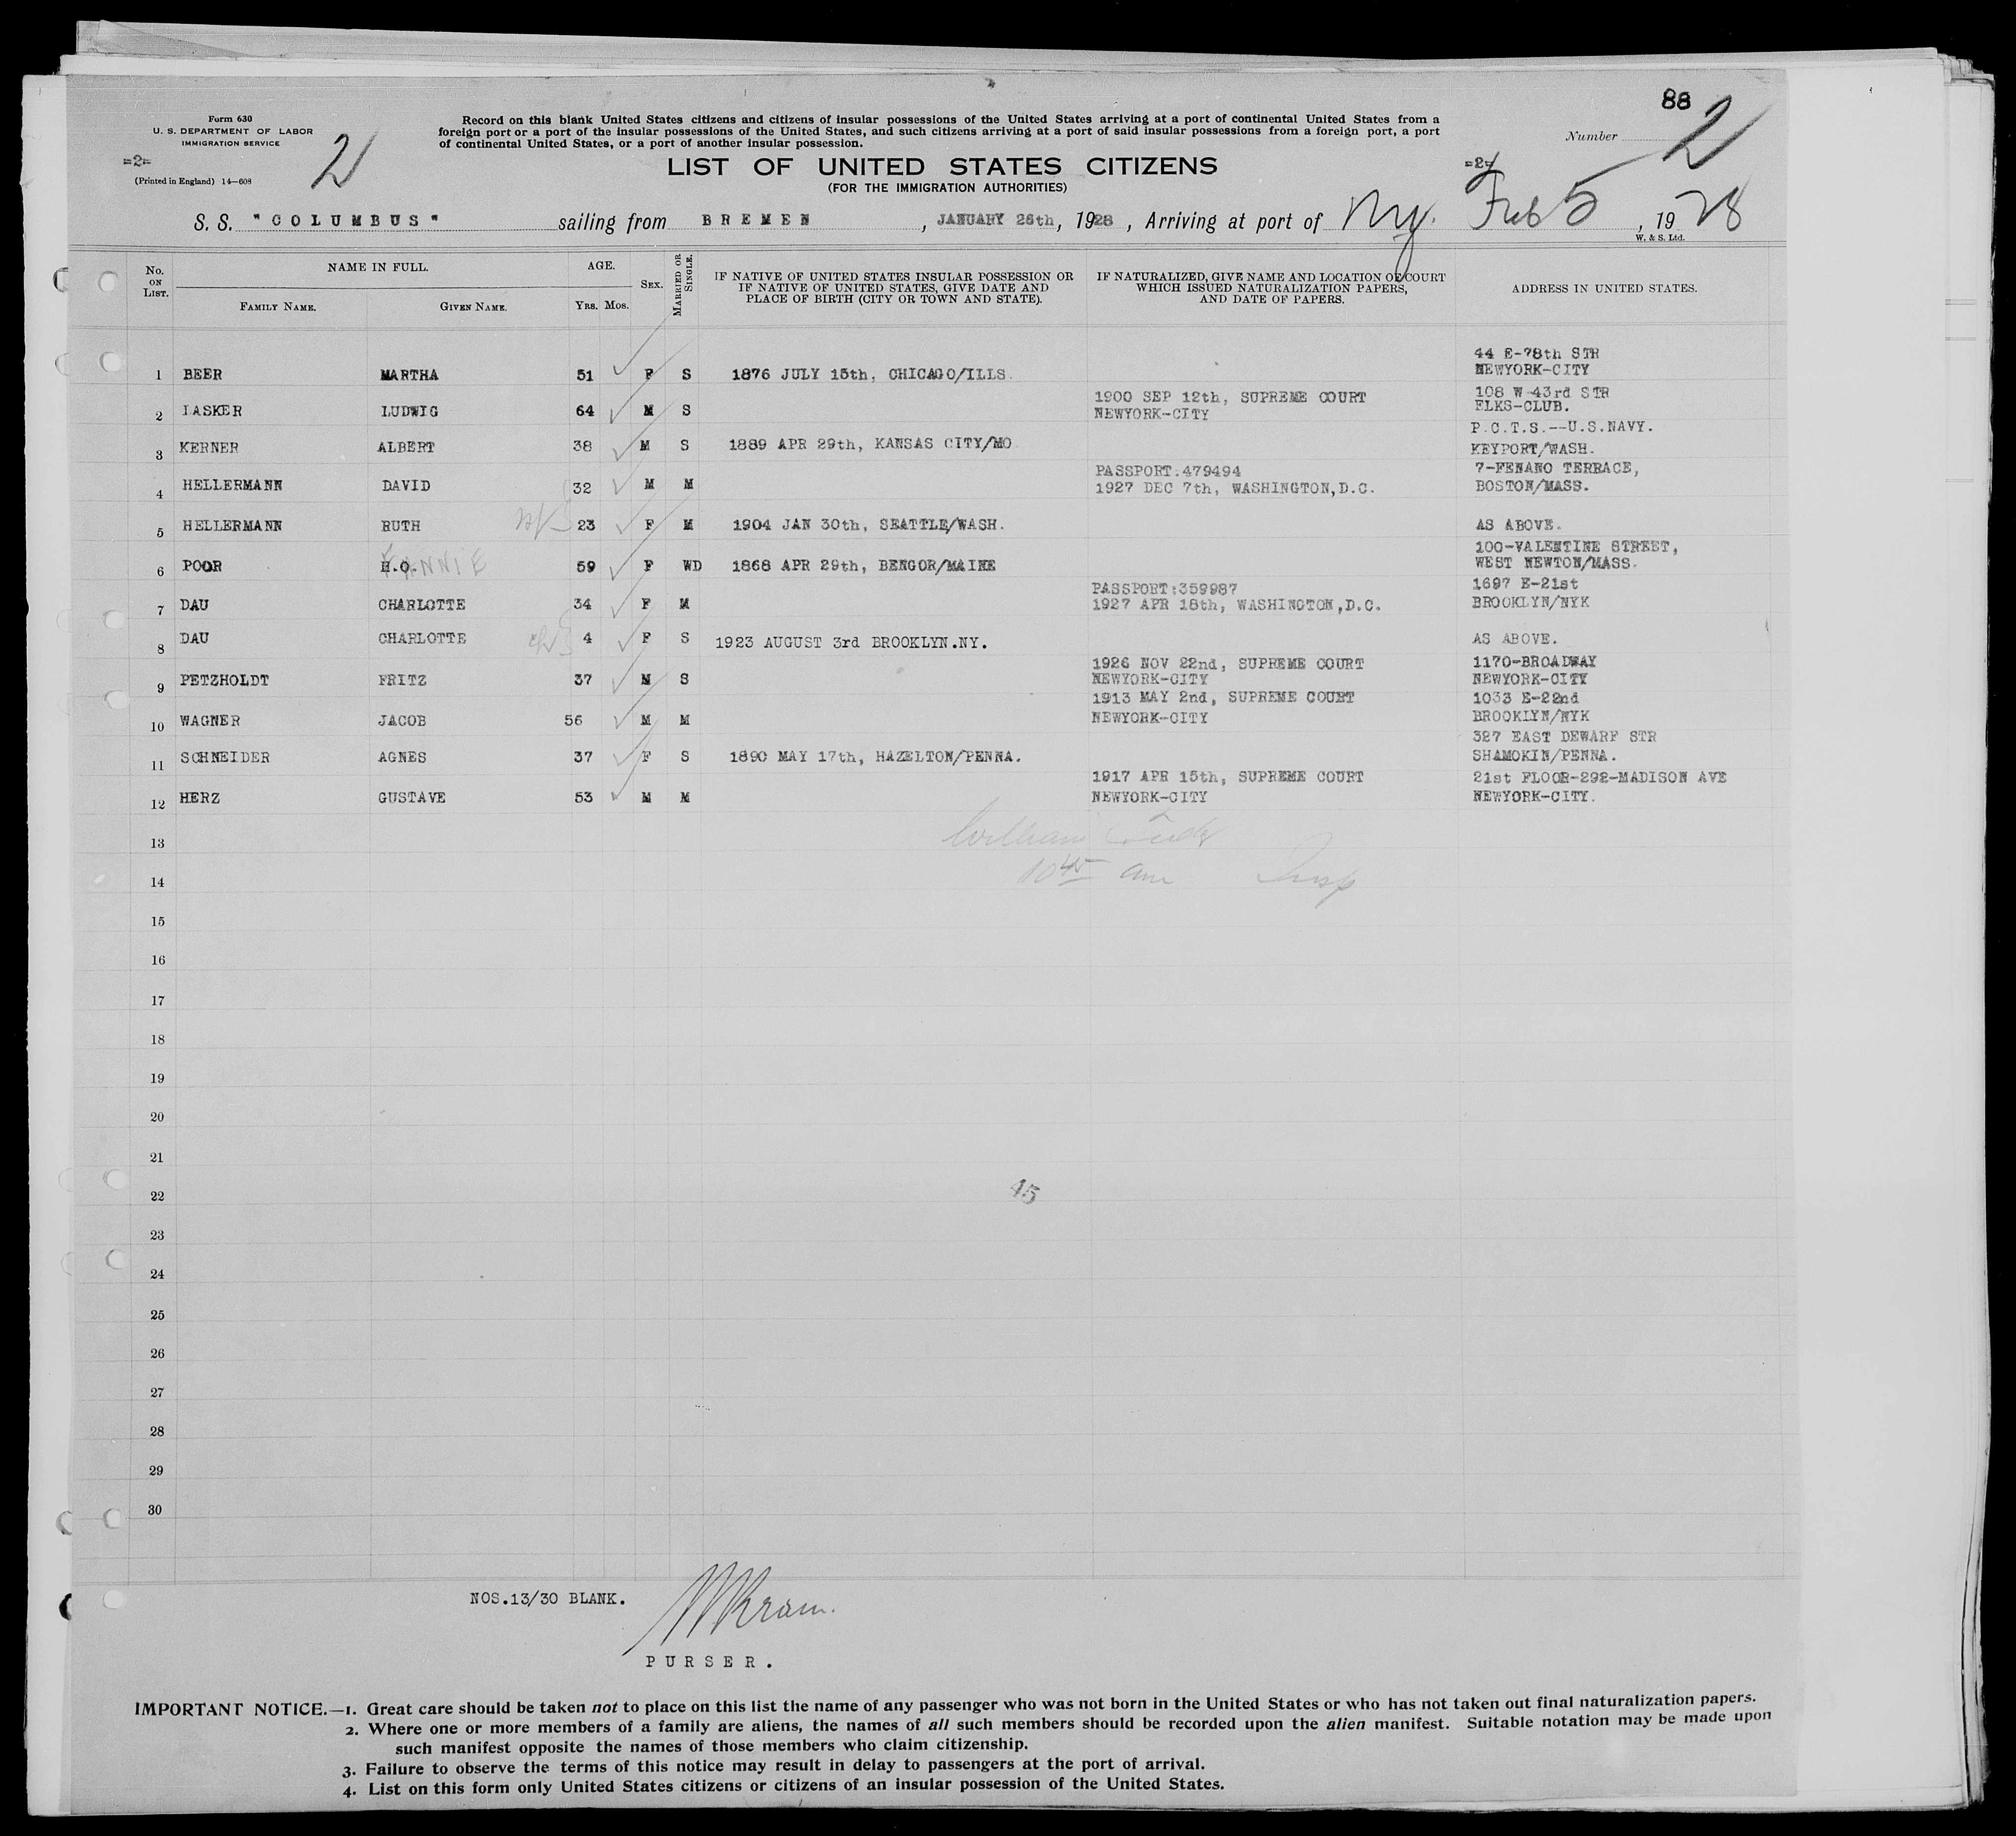 88
Form 630
U. S. DEPARTMENT OF LABOR
IMMIGRATION SERVICE
=2=
(Printed in England) 14—608
2
Record on this blank United States citizens and citizens of insular possessions of the United States arriving at a port of continental United States from a
foreign port or a port of the insular possessions of the United States, and such citizens arriving at a port of said insular possessions from a foreign port, a port
of continental United States, or a port of another insular possession.
Number 2
=2=
LIST OF UNITED STATES CITIZENS
(FOR THE IMMIGRATION AUTHORITIES)
S. S. "COLUMBUS" sailing from BREMEN, JANUARY 26th, 1928, Arriving at port of Ny. Feb 5, 1928
W. & S. Ltd.
No. ON LIST. NAME IN FULL. AGE. SEX. MARRIED OR SINGLE. IF NATIVE OF UNITED STATES INSULAR POSSESSION OR IF NATIVE OF UNITED STATES, GIVE DATE AND PLACE OF BIRTH (CITY OR TOWN AND STATE). IF NATURALIZED, GIVE NAME AND LOCATION OF COURT WHICH ISSUED NATURALIZATION PAPERS, AND DATE OF PAPERS. ADDRESS IN UNITED STATES.
FAMILY NAME. GIVEN NAME. YRS. MOS.
44 E-78th STR
1 BEER MARTHA 51 F S 1876 JULY 15th, CHICAGO/ILLS. NEWYORK-CITY
1900 SEP 12th, SUPREME COURT 108 W-43rd STR
2 LASKER LUDWIG 64 M S NEWYORK-CITY ELKS-CLUB.
P.C.T.S.--U.S.NAVY.
3 KERNER ALBERT 38 M S 1889 APR 29th, KANSAS CITY/MO KEYPORT/WASH.
PASSPORT:479494 7-FENANO TERRACE,
4 HELLERMANN DAVID 32 M M 1927 DEC 7th, WASHINGTON,D.C. BOSTON/MASS.
5 HELLERMANN RUTH 23 F M 1904 JAN 30th, SEATTLE/WASH. AS ABOVE.
100-VALENTINE STREET,
6 POOR H.O. FANNIE 59 F WD 1868 APR 29th, BENGOR/MAINE WEST NEWTON/MASS.
PASSPORT:359987 1697 E-21st
7 DAU CHARLOTTE 34 F M 1927 APR 18th, WASHINGTON,D.C. BROOKLYN/NYK
8 DAU CHARLOTTE 4 F S 1923 AUGUST 3rd BROOKLYN.NY. AS ABOVE.
1926 NOV 22nd, SUPREME COURT 1170-BROADWAY
9 PETZHOLDT FRITZ 37 M S NEWYORK-CITY NEWYORK-CITY
1913 MAY 2nd, SUPREME COURT 1033 E-22nd
10 WAGNER JACOB 56 M M NEWYORK-CITY BROOKLYN/NYK
327 EAST DEWARF STR
11 SCHNEIDER AGNES 37 F S 1890 MAY 17th, HAZELTON/PENNA. SHAMOKIN/PENNA.
1917 APR 15th, SUPREME COURT 21st FLOOR-292-MADISON AVE
12 HERZ GUSTAVE 53 M M NEWYORK-CITY NEWYORK-CITY.
13 William
14 10 45 am Insp
15
16
17
18
19
20
21
22 45
23
24
25
26
27
28
29
30
NOS.13/30 BLANK.
PURSER.
IMPORTANT NOTICE.—1. Great care should be taken not to place on this list the name of any passenger who was not born in the United States or who has not taken out final naturalization papers.
2. Where one or more members of a family are aliens, the names of all such members should be recorded upon the alien manifest. Suitable notation may be made upon
such manifest opposite the names of those members who claim citizenship.
3. Failure to observe the terms of this notice may result in delay to passengers at the port of arrival.
4. List on this form only United States citizens or citizens of an insular possession of the United States.